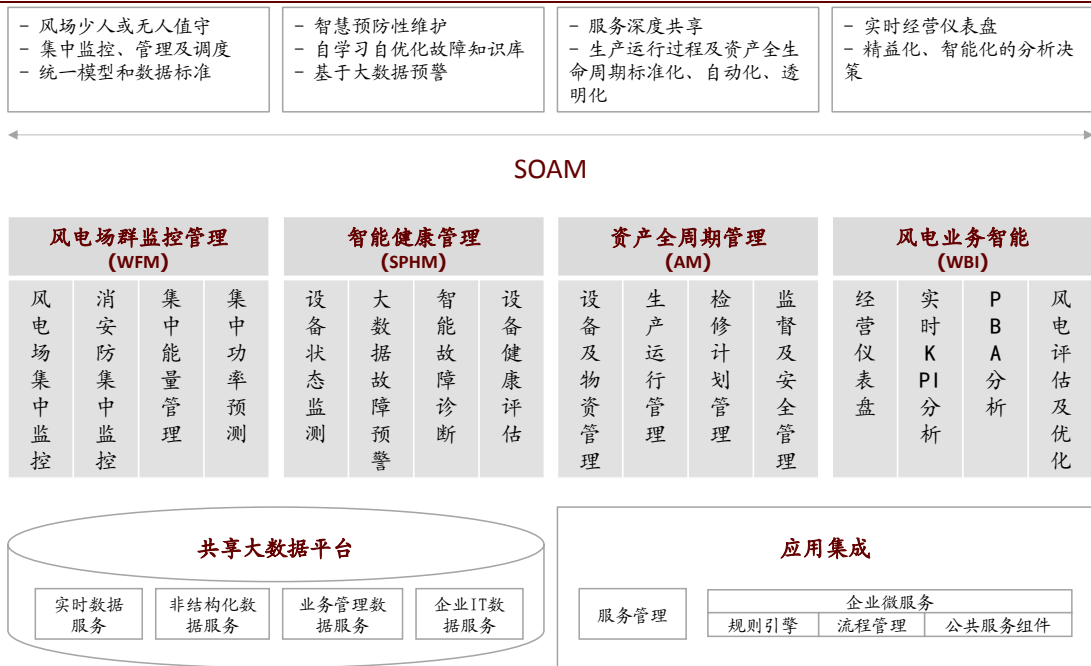 - 风场少人或无人值守
- 集中监控、管理及调度
- 统一模型和数据标准
- 智慧预防性维护
- 自学习自优化故障知识库
- 基于大数据预警
- 服务深度共享
- 生产运行过程及资产全生
命周期标准化、自动化、透
明化
- 实时经营仪表盘
- 精益化、智能化的分析决
策
SOAM
风电场群监控管理
(WFM)
智能健康管理
(SPHM)
资产全周期管理
(AM)
风电业务智能
(WBI)
风电场集中监控
消安防集中监控
集中能量管理
集中功率预测
设备状态监测
大数据故障预警
智能故障诊断
设备健康评估
设备及物资管理
生产运行管理
检修计划管理
监督及安全管理
经营仪表盘
实时KPI分析
PBA分析
风电评估及优化
共享大数据平台
实时数据
服务
非结构化数
据服务
业务管理数
据服务
企业IT数
据服务
应用集成
服务管理
企业微服务
规则引擎
流程管理
公共服务组件